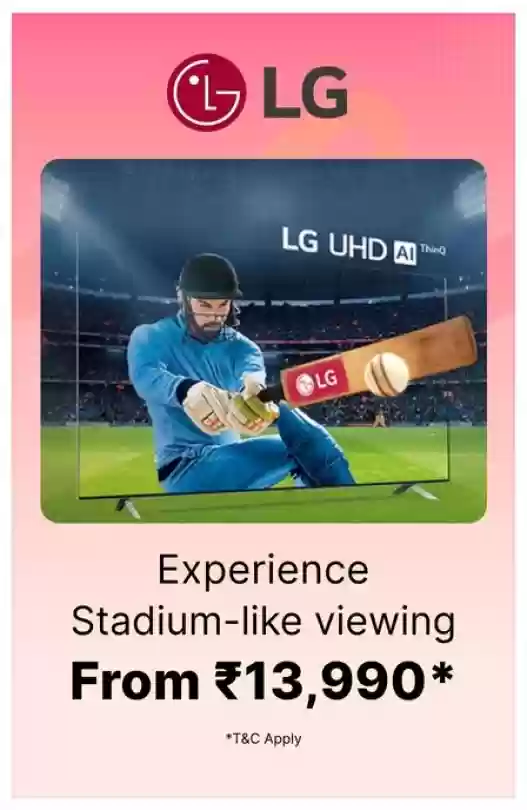 LG
LG UHD AI ThinQ
LG
Experience
Stadium-like viewing
From ₹13,990*
*T&C Apply